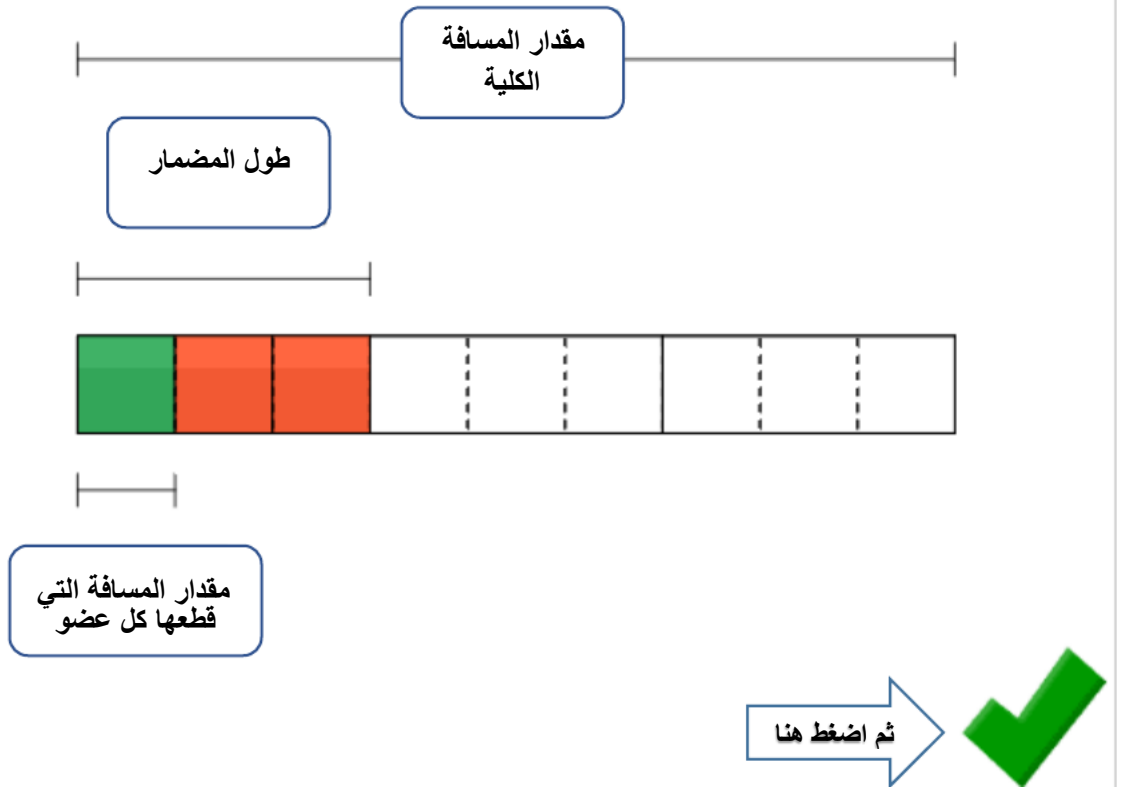 مقدار المسافة
الكلية
طول المضمار
مقدار المسافة التي
قطعها كل عضو
ثم اضغط هنا